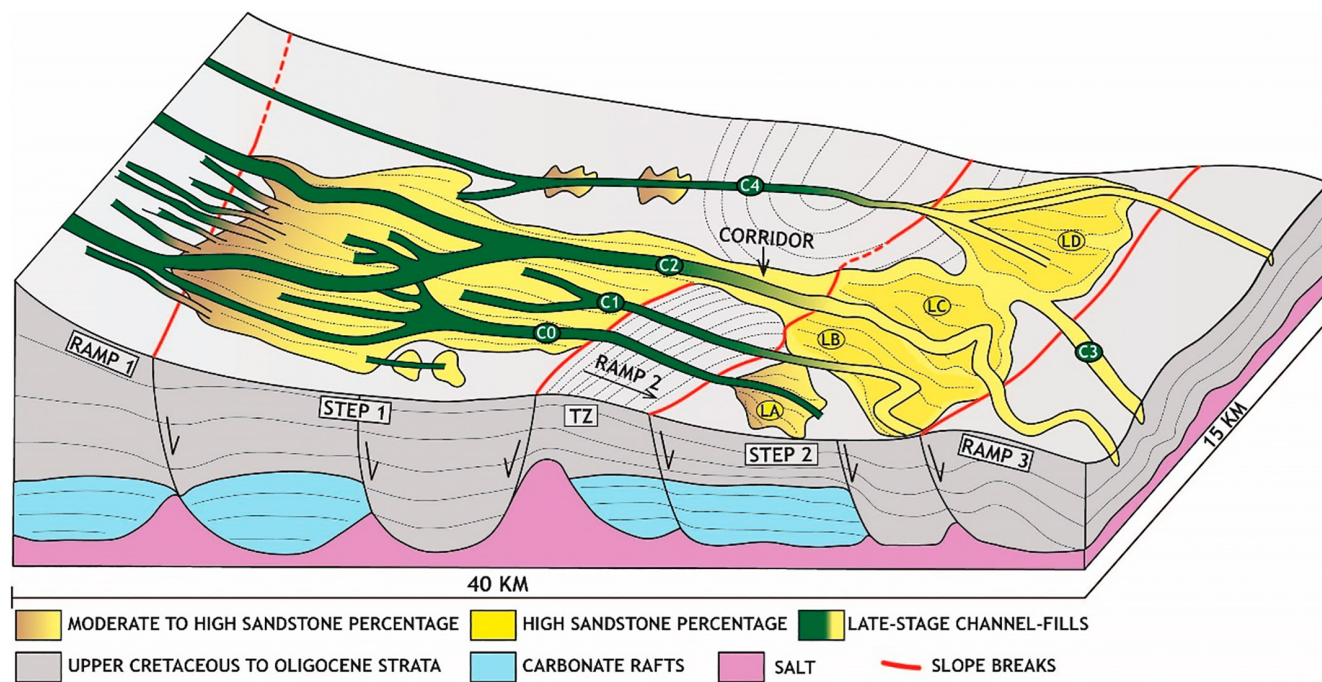 C4
LD
CORRIDOR
C2
LC
C1
LB
C3
C0
RAMP 1
RAMP 2
LA
STEP 1
TZ
STEP 2
RAMP 3
15 KM
40 KM
MODERATE TO HIGH SANDSTONE PERCENTAGE
HIGH SANDSTONE PERCENTAGE
LATE-STAGE CHANNEL-FILLS
UPPER CRETACEOUS TO OLIGOCENE STRATA
CARBONATE RAFTS
SALT
SLOPE BREAKS